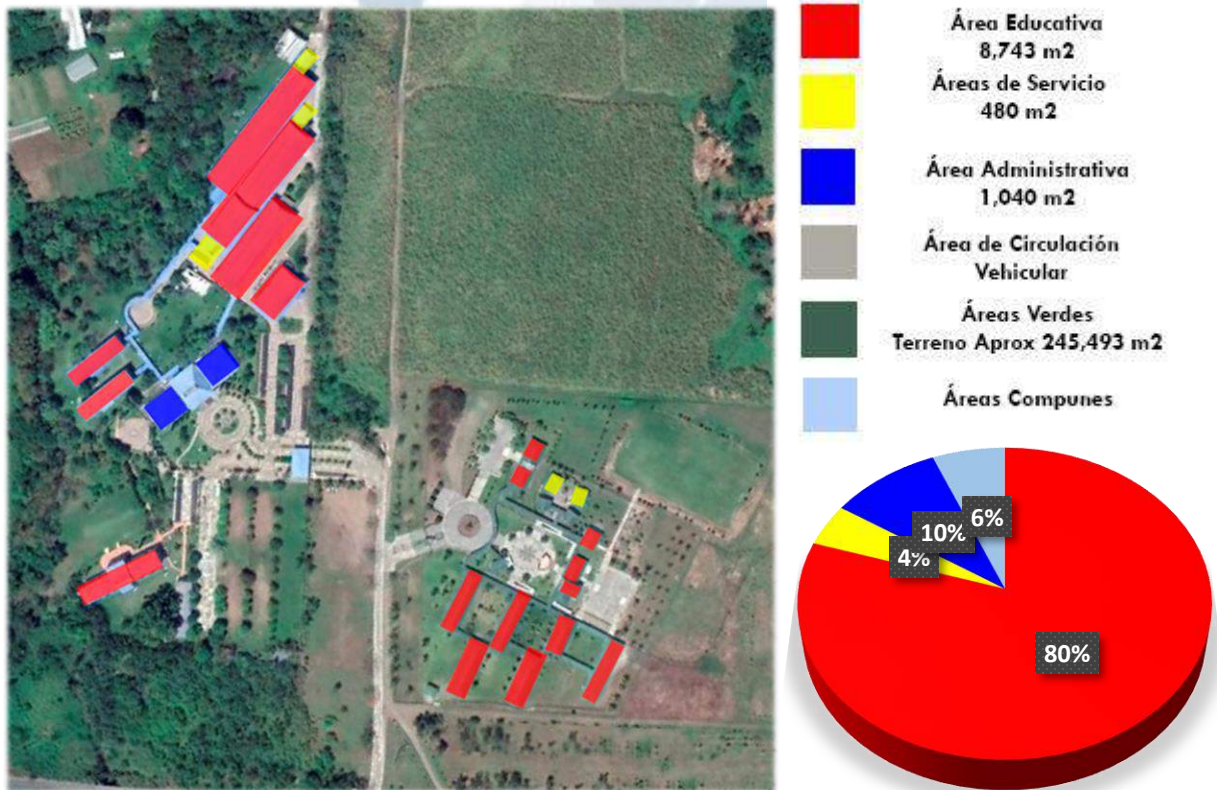 Área Educativa
8,743 m2
Áreas de Servicio
480 m2
Área Administrativa
1,040 m2
Área de Circulación
Vehicular
Áreas Verdes
Terreno Aprox 245,493 m2
Áreas Compunes
6%
10%
4%
80%